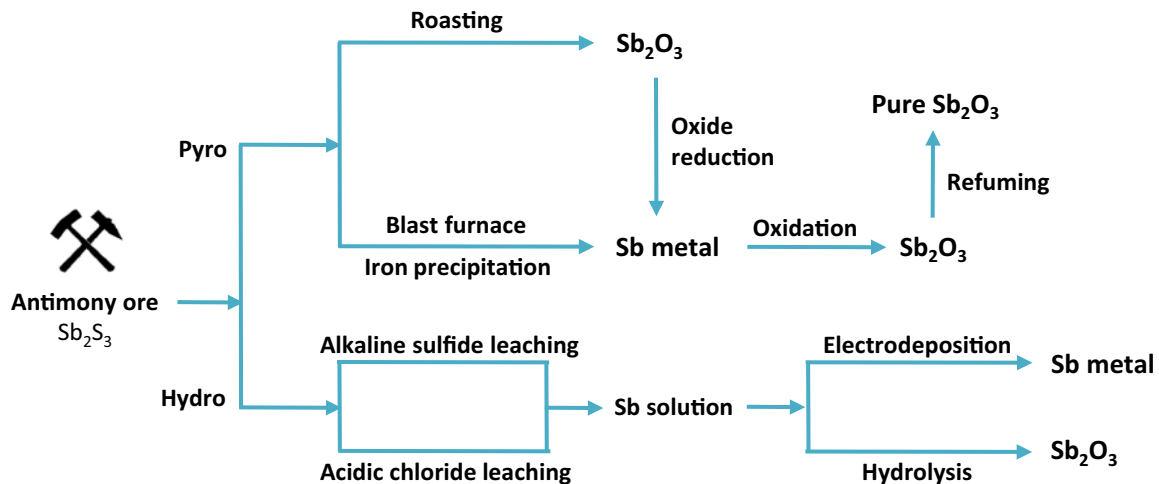 Roasting
Sb₂O₃
Pure Sb₂O₃
Pyro
Oxide
reduction
Refuming
Blast furnace
Iron precipitation
Sb metal
Oxidation
Sb₂O₃
Antimony ore
Sb₂S₃
Alkaline sulfide leaching
Electrodeposition
Sb metal
Hydro
Sb solution
Acidic chloride leaching
Hydrolysis
Sb₂O₃